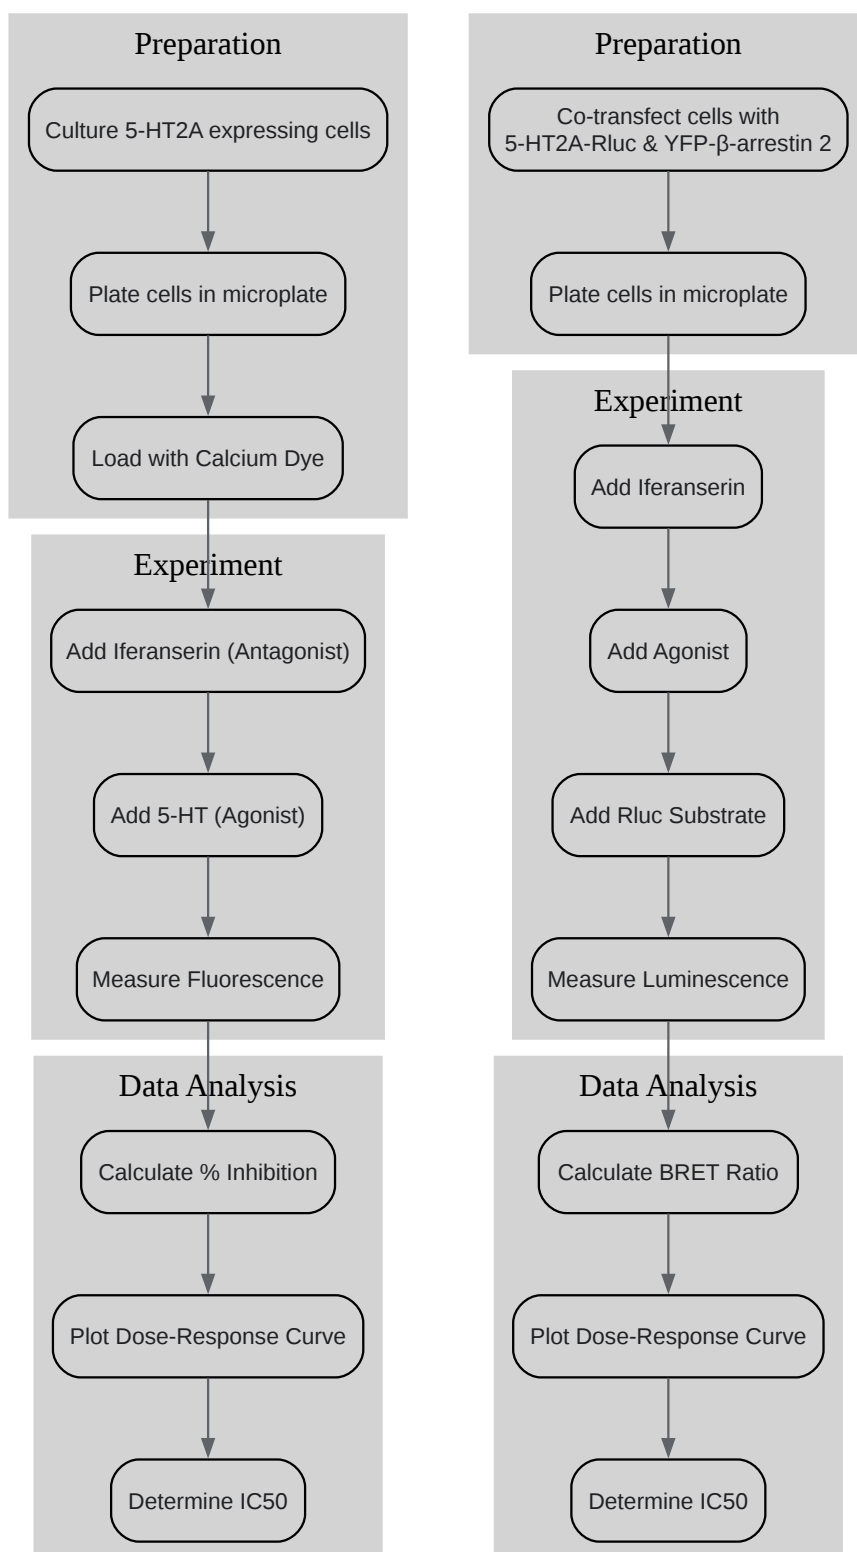 Preparation
Culture 5-HT2A expressing cells
Plate cells in microplate
Load with Calcium Dye
Experiment
Add Iferanserin (Antagonist)
Add 5-HT (Agonist)
Measure Fluorescence
Data Analysis
Calculate % Inhibition
Plot Dose-Response Curve
Determine IC50
Preparation
Co-transfect cells with
5-HT2A-Rluc & YFP-β-arrestin 2
Plate cells in microplate
Experiment
Add Iferanserin
Add Agonist
Add Rluc Substrate
Measure Luminescence
Data Analysis
Calculate BRET Ratio
Plot Dose-Response Curve
Determine IC50